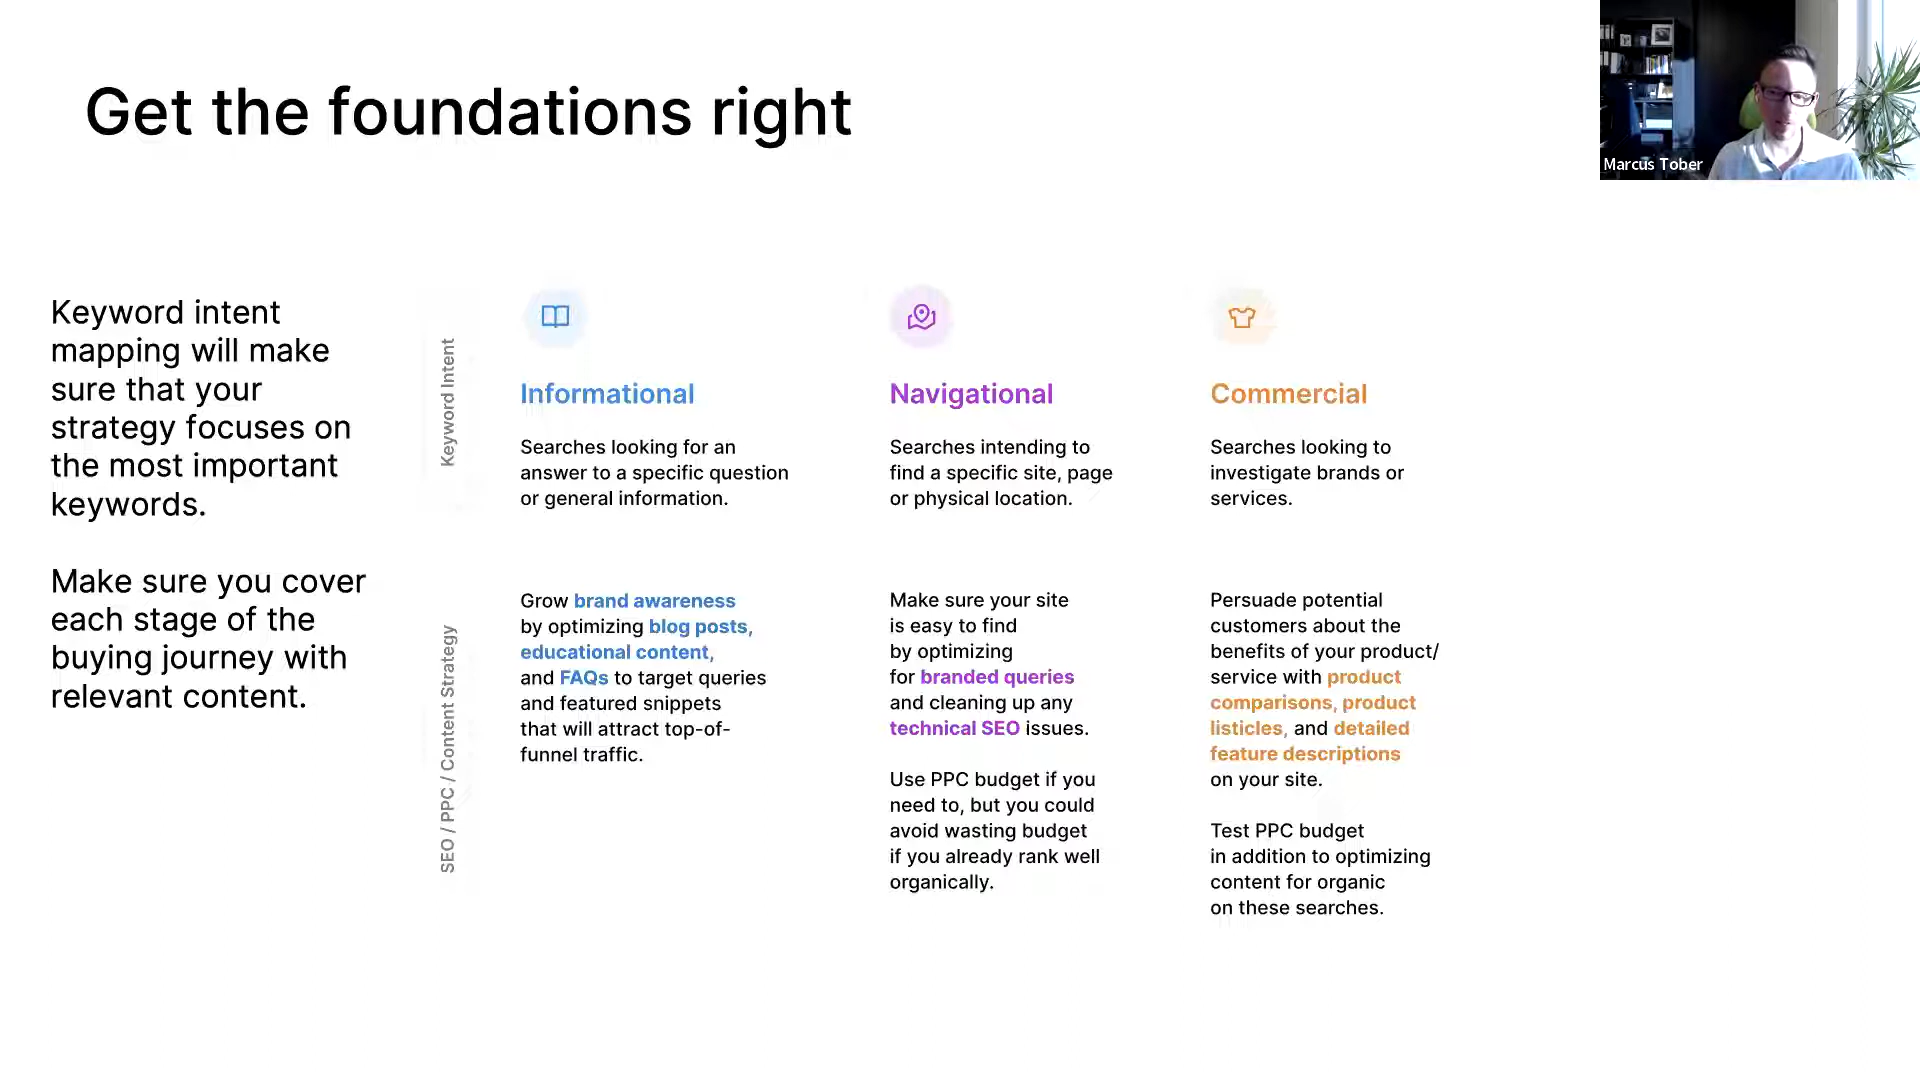 Get the foundations right
Marcus Tober
Keyword intent
mapping will make
sure that your
strategy focuses on
the most important
keywords.
Make sure you cover
each stage of the
buying journey with
relevant content.
Keyword Intent
Informational
Searches looking for an
answer to a specific question
or general information.
Navigational
Searches intending to
find a specific site, page
or physical location.
Commercial
Searches looking to
investigate brands or
services.
SEO / PPC / Content Strategy
Grow brand awareness
by optimizing blog posts,
educational content,
and FAQs to target queries
and featured snippets
that will attract top-of-
funnel traffic.
Make sure your site
is easy to find
by optimizing
for branded queries
and cleaning up any
technical SEO issues.
Use PPC budget if you
need to, but you could
avoid wasting budget
if you already rank well
organically.
Persuade potential
customers about the
benefits of your product/
service with product
comparisons, product
listicles, and detailed
feature descriptions
on your site.
Test PPC budget
in addition to optimizing
content for organic
on these searches.